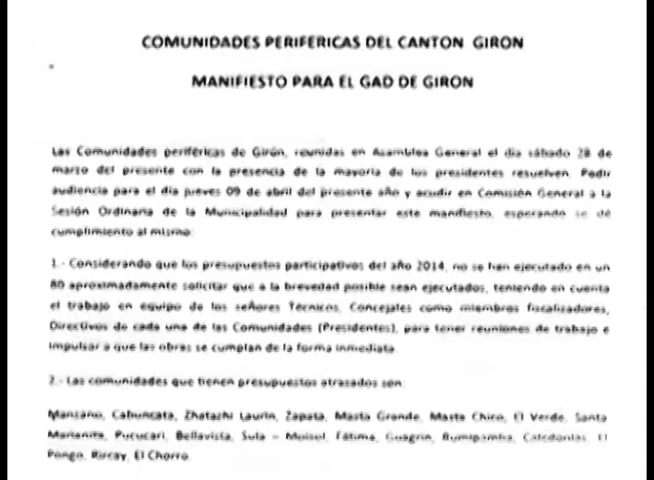 COMUNIDADES PERIFERICAS DEL CANTON GIRON
MANIFIESTO PARA EL GAD DE GIRON
Las Comunidades periféricas de Girón, reunidas en Asamblea General el día sábado 28 de
marzo del presente con la presencia de la mayoría de los presidentes resuelven. Pedir
audiencia para el día jueves 09 de abril del presente año y acudir en Comisión General a la
Sesión Ordinaria de la Municipalidad para presentar este manifiesto, esperando se dé
cumplimiento al mismo:
1.- Considerando que los presupuestos participativos del año 2014, no se han ejecutado en un
80 aproximadamente solicitar que a la brevedad posible sean ejecutados, teniendo en cuenta
el trabajo en equipo de los señores Técnicos, Concejales como miembros fiscalizadores,
Directivos de cada una de las Comunidades (Presidentes), para tener reuniones de trabajo e
impulsar a que las obras se cumplan de la forma inmediata
2.- Las comunidades que tienen presupuestos atrasados son
Manzano, Cabuncata, Zhatazhi Laurin, Zapata, Masta Grande, Masta Chico, El Verde, Santa
Marianita, Pucucari, Bellavista, Sula – Moisol, Fátima, Guagrin, Rumipamba, El
Pongo, Rircay, El Chorro.